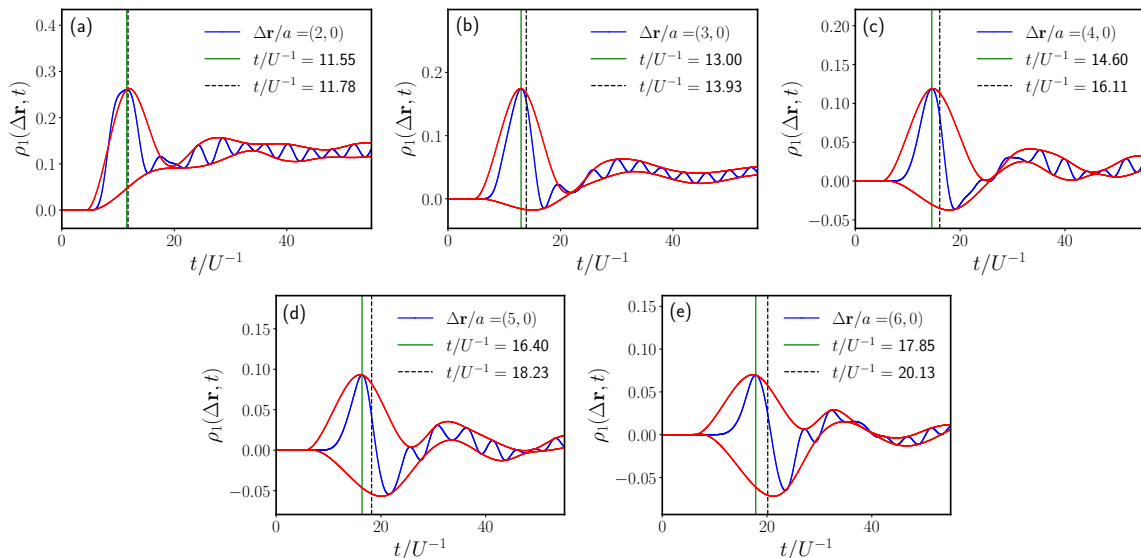 (a)
Δr/a =(2, 0)
t/U⁻¹ = 11.55
t/U⁻¹ = 11.78
0.4
0.3
0.2
0.1
0.0
ρ₁(Δr, t)
0 20 40
t/U⁻¹
(b)
Δr/a =(3, 0)
t/U⁻¹ = 13.00
t/U⁻¹ = 13.93
0.2
0.1
0.0
ρ₁(Δr, t)
0 20 40
t/U⁻¹
(c)
Δr/a =(4, 0)
t/U⁻¹ = 14.60
t/U⁻¹ = 16.11
0.20
0.15
0.10
0.05
0.00
−0.05
ρ₁(Δr, t)
0 20 40
t/U⁻¹
(d)
Δr/a =(5, 0)
t/U⁻¹ = 16.40
t/U⁻¹ = 18.23
0.15
0.10
0.05
0.00
−0.05
ρ₁(Δr, t)
0 20 40
t/U⁻¹
(e)
Δr/a =(6, 0)
t/U⁻¹ = 17.85
t/U⁻¹ = 20.13
0.15
0.10
0.05
0.00
−0.05
ρ₁(Δr, t)
0 20 40
t/U⁻¹